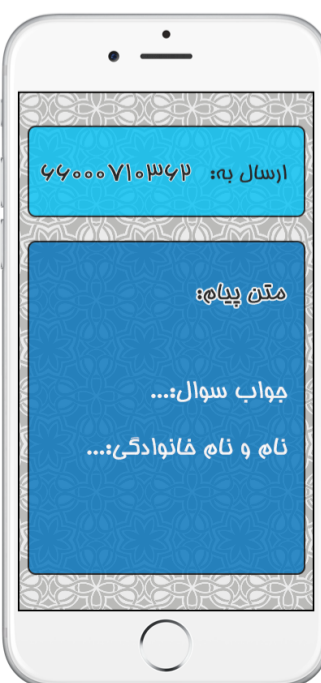 ارسال به: ۶۶۰۰۰۷۱۰۳۶۲
متن پیام:
جواب سوال:...
نام و نام خانوادگی:...